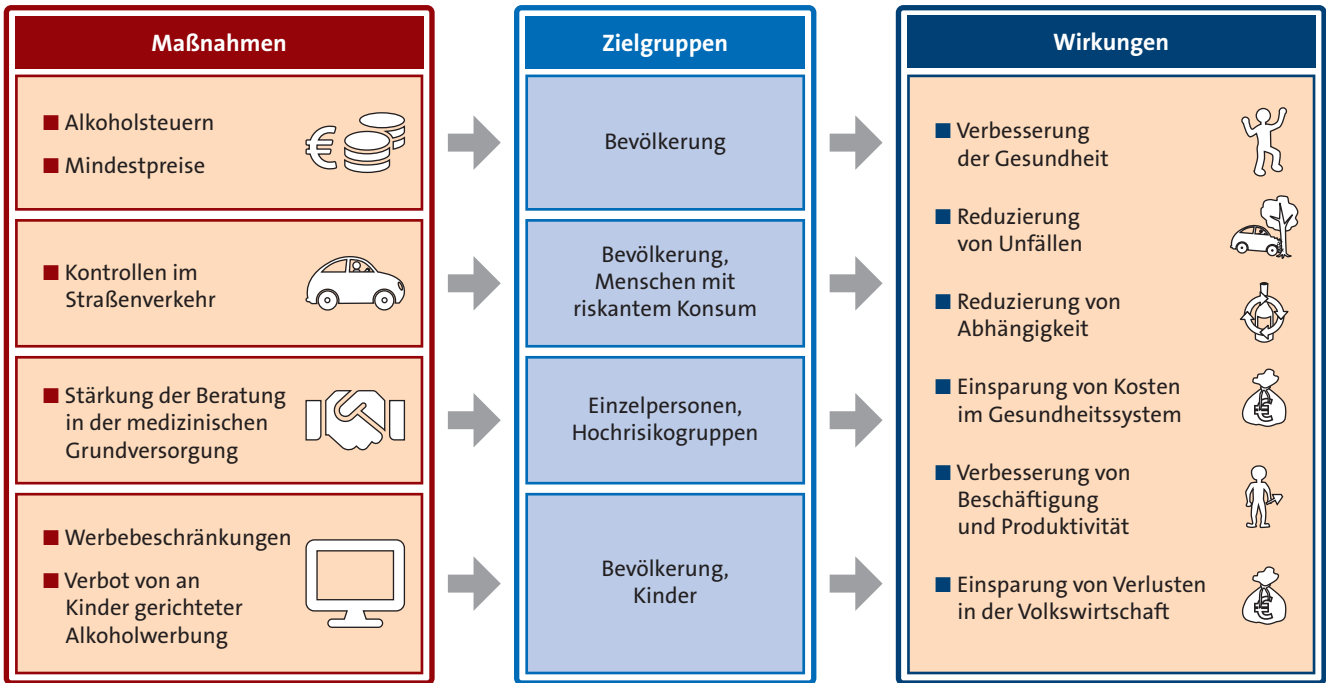 Maßnahmen
■ Alkoholsteuern
■ Mindestpreise
€
■ Kontrollen im
Straßenverkehr
■ Stärkung der Beratung
in der medizinischen
Grundversorgung
■ Werbebeschränkungen
■ Verbot von an
Kinder gerichteter
Alkoholwerbung
Zielgruppen
Bevölkerung
Bevölkerung,
Menschen mit
riskantem Konsum
Einzelpersonen,
Hochrisikogruppen
Bevölkerung,
Kinder
Wirkungen
■ Verbesserung
der Gesundheit
■ Reduzierung
von Unfällen
■ Reduzierung von
Abhängigkeit
■ Einsparung von Kosten
im Gesundheitssystem
€
■ Verbesserung von
Beschäftigung
und Produktivität
■ Einsparung von Verlusten
in der Volkswirtschaft
€